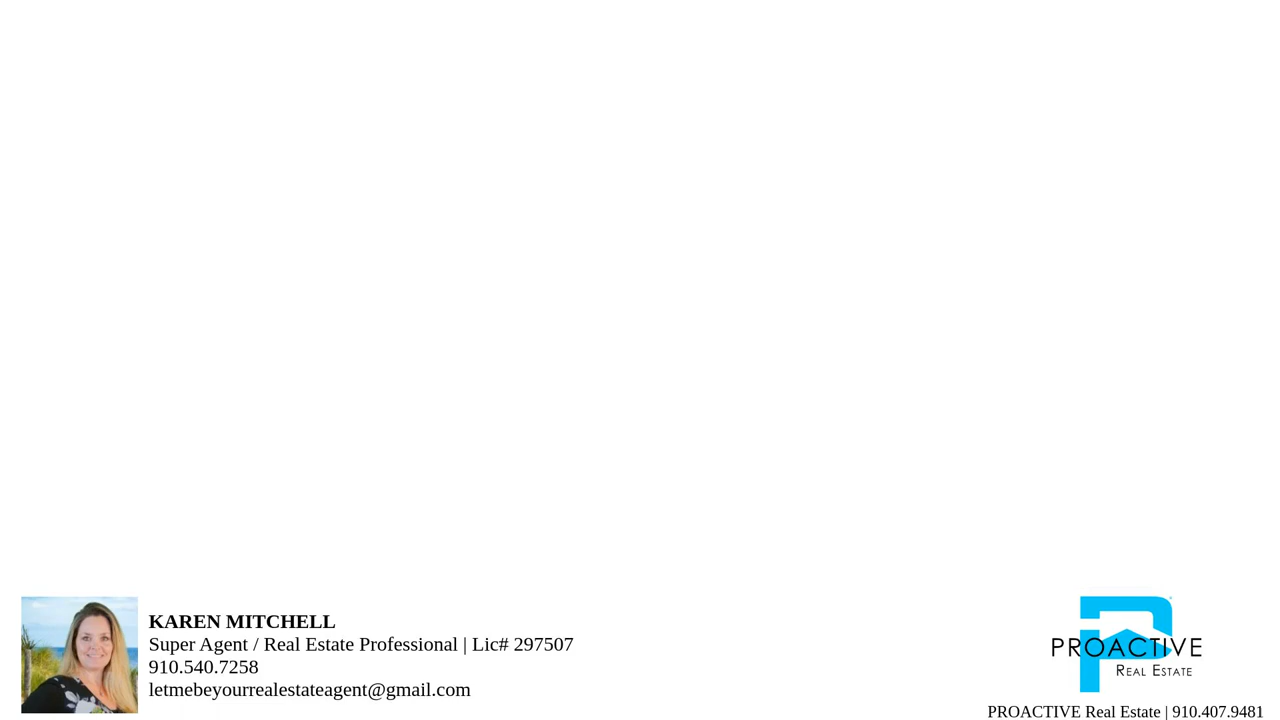 KAREN MITCHELL
Super Agent / Real Estate Professional | Lic# 297507
910.540.7258
letmebeyourrealestateagent@gmail.com
PROACTIVE
REAL ESTATE
PROACTIVE Real Estate | 910.407.9481